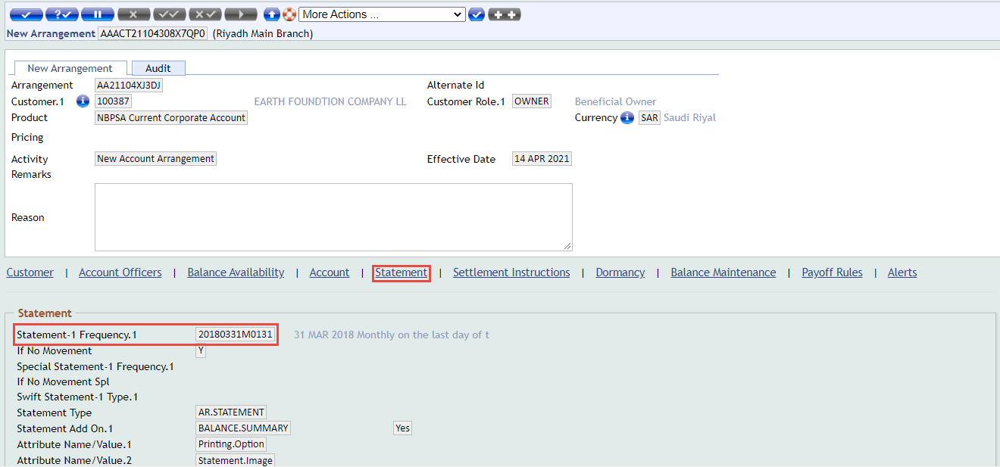 More Actions ...
New Arrangement AAACT21104308X7QP0 (Riyadh Main Branch)
New Arrangement Audit
Arrangement AA21104XJ3DJ Alternate Id
Customer.1 100387 EARTH FOUNDTION COMPANY LL Customer Role.1 OWNER Beneficial Owner
Product NBPSA Current Corporate Account Currency SAR Saudi Riyal
Pricing
Activity New Account Arrangement Effective Date 14 APR 2021
Remarks
Reason
Customer | Account Officers | Balance Availability | Account | Statement | Settlement Instructions | Dormancy | Balance Maintenance | Payoff Rules | Alerts
Statement
Statement-1 Frequency.1 20180331M0131 31 MAR 2018 Monthly on the last day of t
If No Movement Y
Special Statement-1 Frequency.1
If No Movement Spl
Swift Statement-1 Type.1
Statement Type AR.STATEMENT
Statement Add On.1 BALANCE.SUMMARY Yes
Attribute Name/Value.1 Printing.Option
Attribute Name/Value.2 Statement.Image